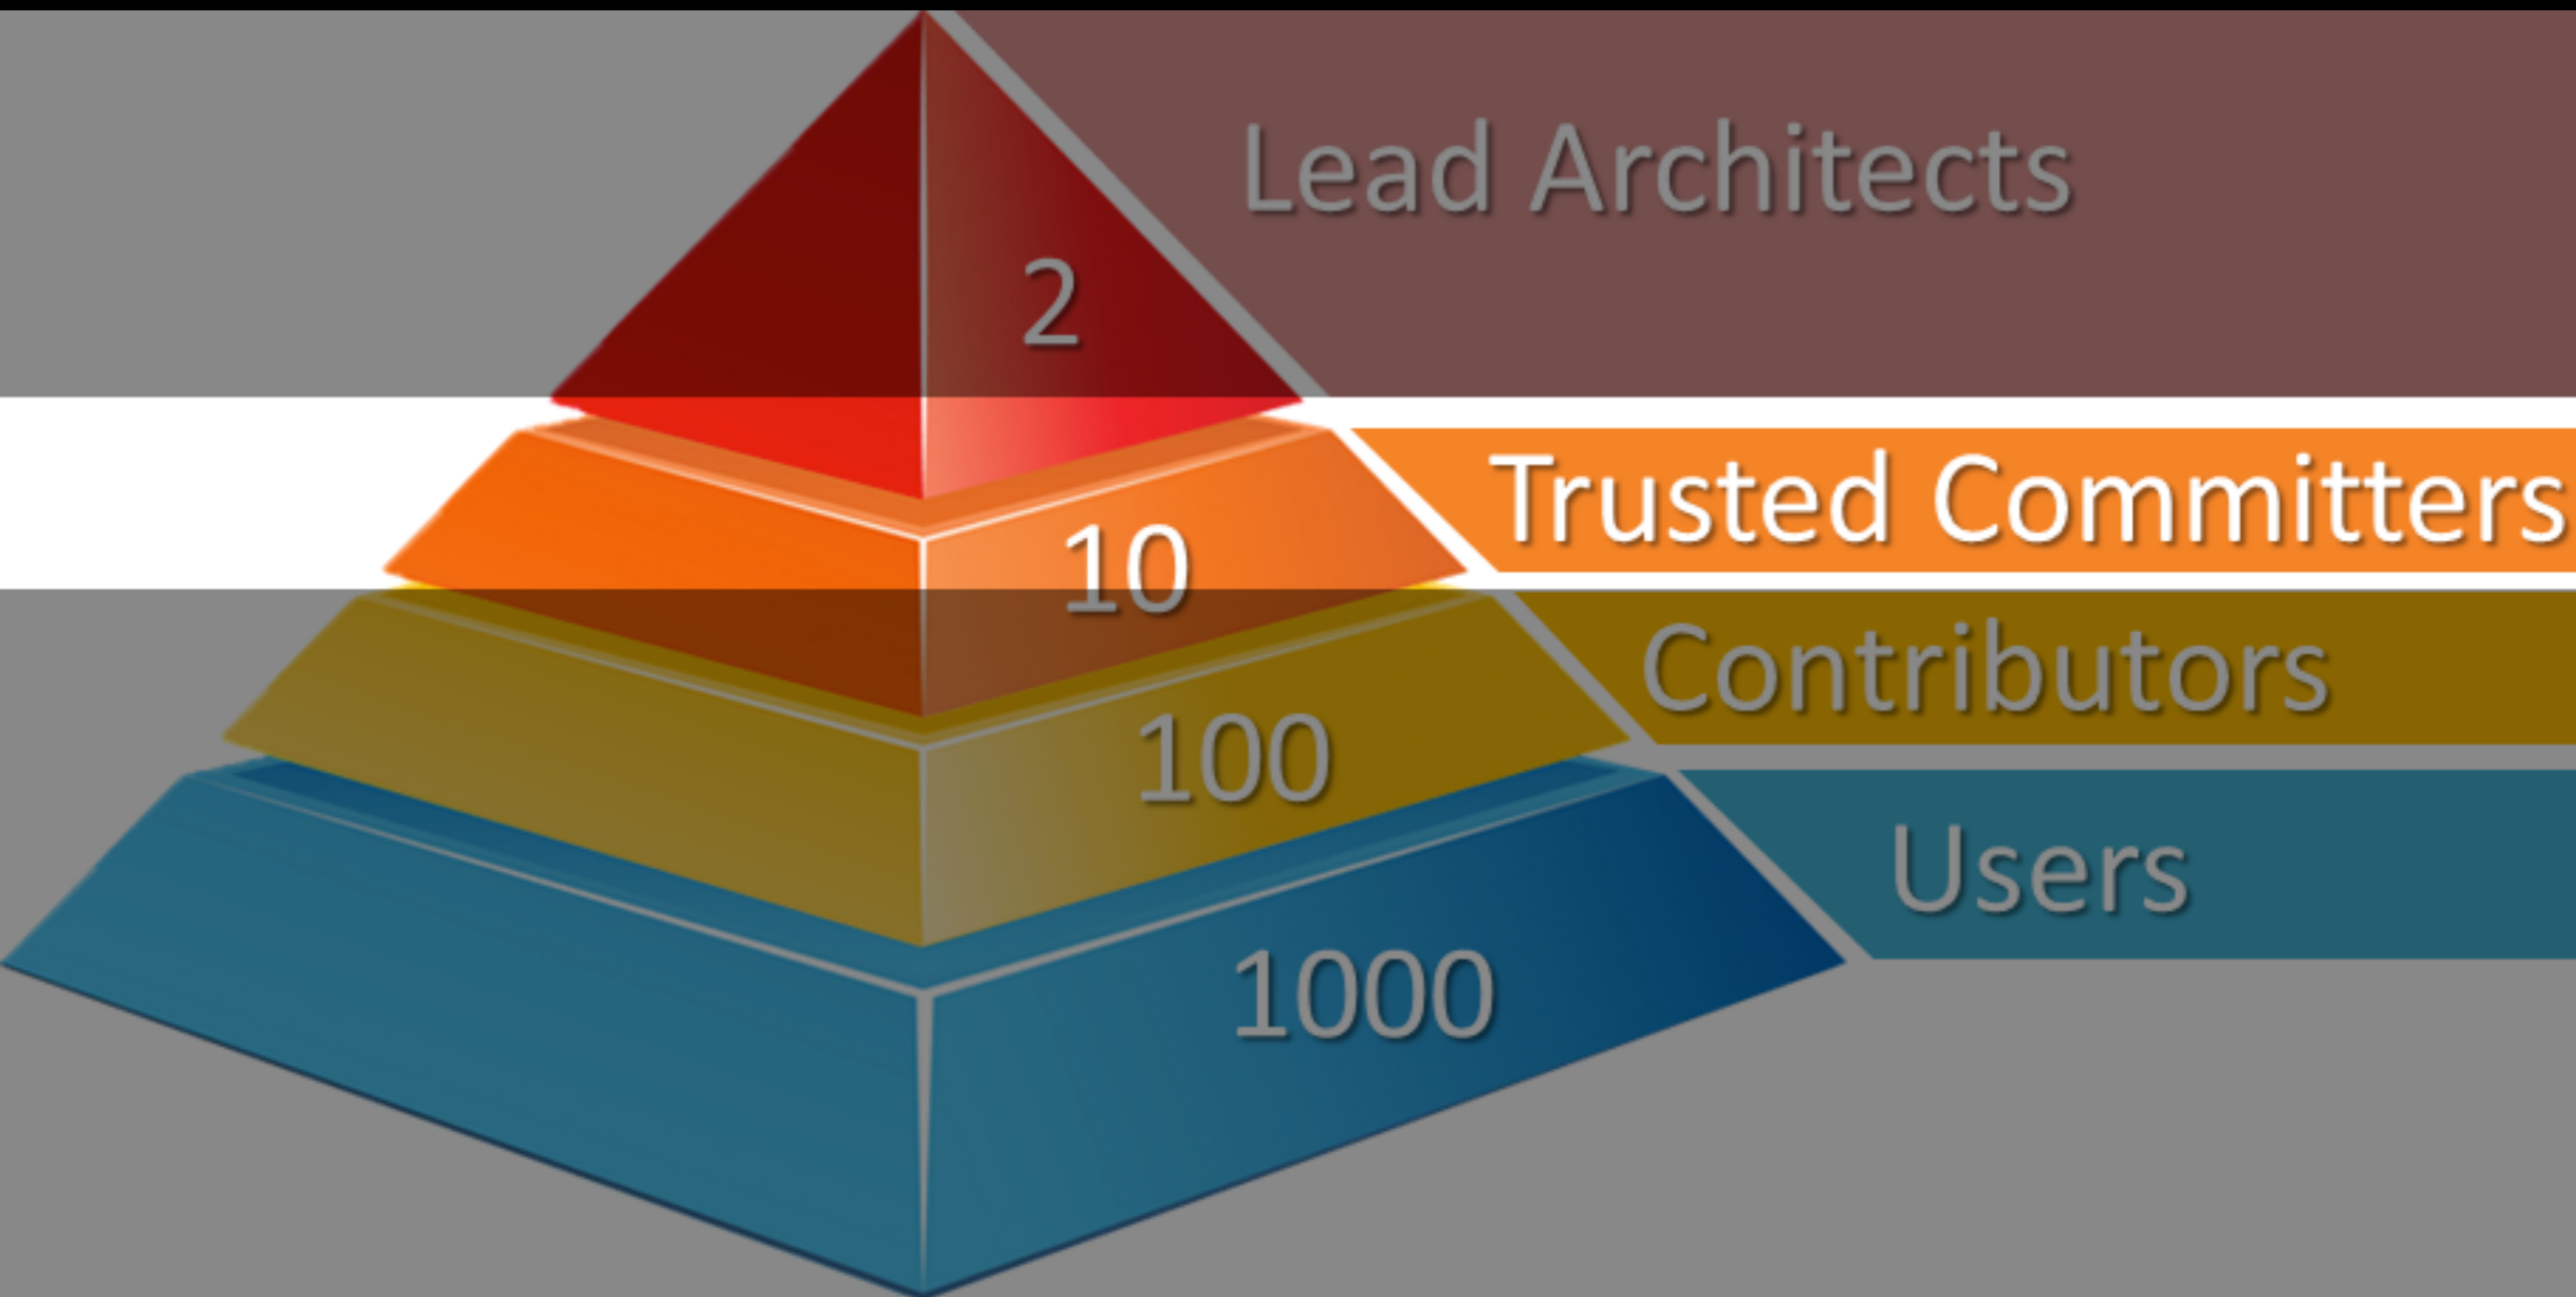 Lead Architects
2
Trusted Committers
10
Contributors
100
Users
1000